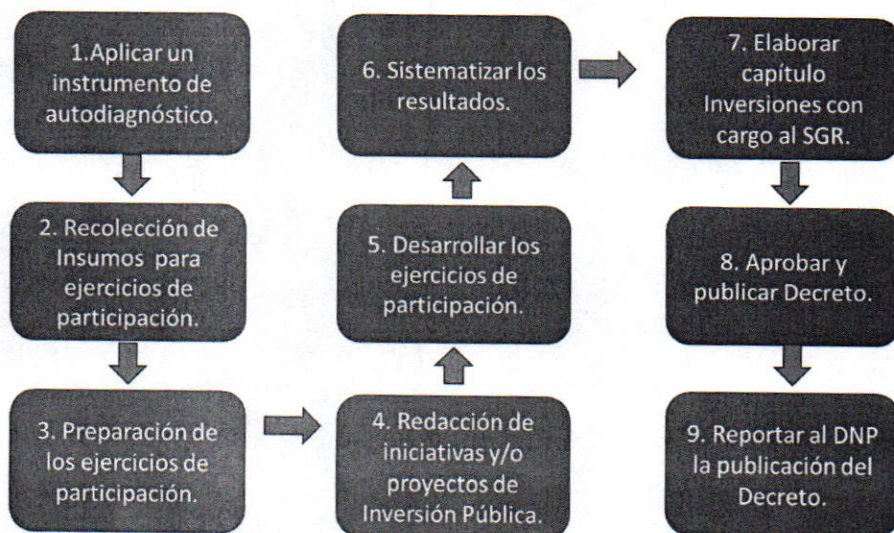 1.Aplicar un
instrumento de
autodiagnóstico.
2. Recolección de
Insumos para
ejercicios de
participación.
3. Preparación de
los ejercicios de
participación.
4. Redacción de
iniciativas y/o
proyectos de
Inversión Pública.
5. Desarrollar los
ejercicios de
participación.
6. Sistematizar los
resultados.
7. Elaborar
capítulo
Inversiones con
cargo al SGR.
8. Aprobar y
publicar Decreto.
9. Reportar al DNP
la publicación del
Decreto.